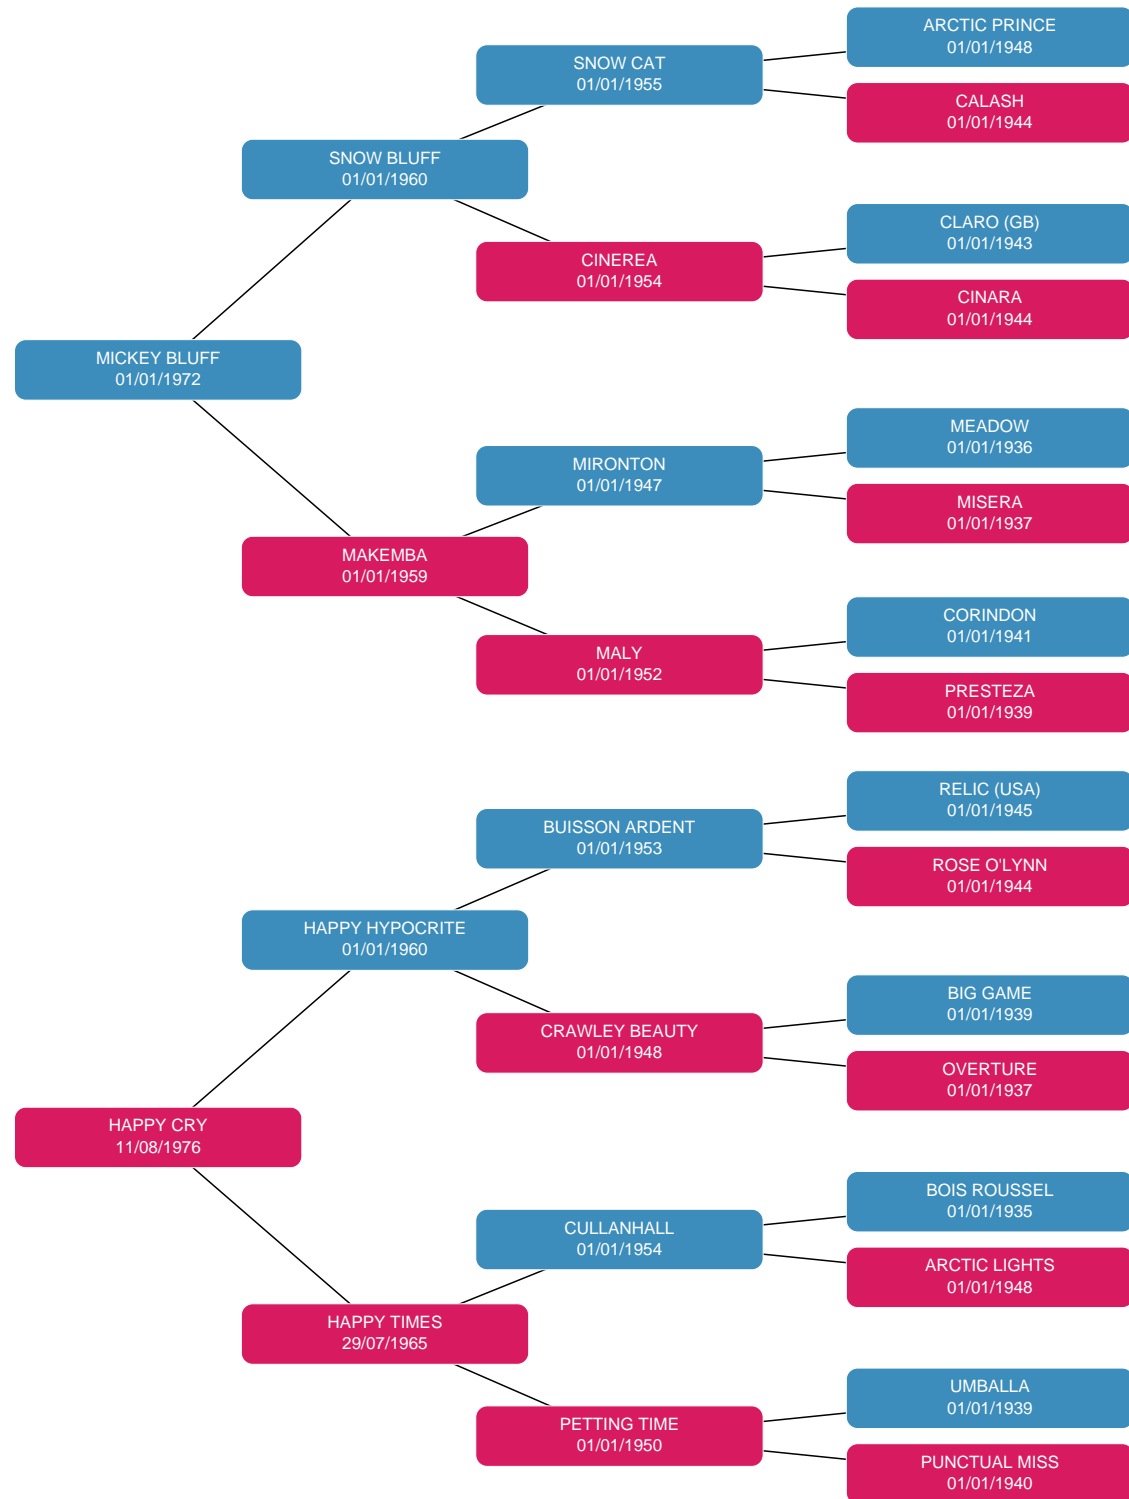 ARCTIC PRINCE
01/01/1948
SNOW CAT
01/01/1955
CALASH
01/01/1944
SNOW BLUFF
01/01/1960
CLARO (GB)
01/01/1943
CINEREA
01/01/1954
CINARA
01/01/1944
MICKEY BLUFF
01/01/1972
MEADOW
01/01/1936
MIRONTON
01/01/1947
MISERA
01/01/1937
MAKEMBA
01/01/1959
CORINDON
01/01/1941
MALY
01/01/1952
PRESTEZA
01/01/1939
RELIC (USA)
01/01/1945
BUISSON ARDENT
01/01/1953
ROSE O'LYNN
01/01/1944
HAPPY HYPOCRITE
01/01/1960
BIG GAME
01/01/1939
CRAWLEY BEAUTY
01/01/1948
OVERTURE
01/01/1937
HAPPY CRY
11/08/1976
BOIS ROUSSEL
01/01/1935
CULLANHALL
01/01/1954
ARCTIC LIGHTS
01/01/1948
HAPPY TIMES
29/07/1965
UMBALLA
01/01/1939
PETTING TIME
01/01/1950
PUNCTUAL MISS
01/01/1940